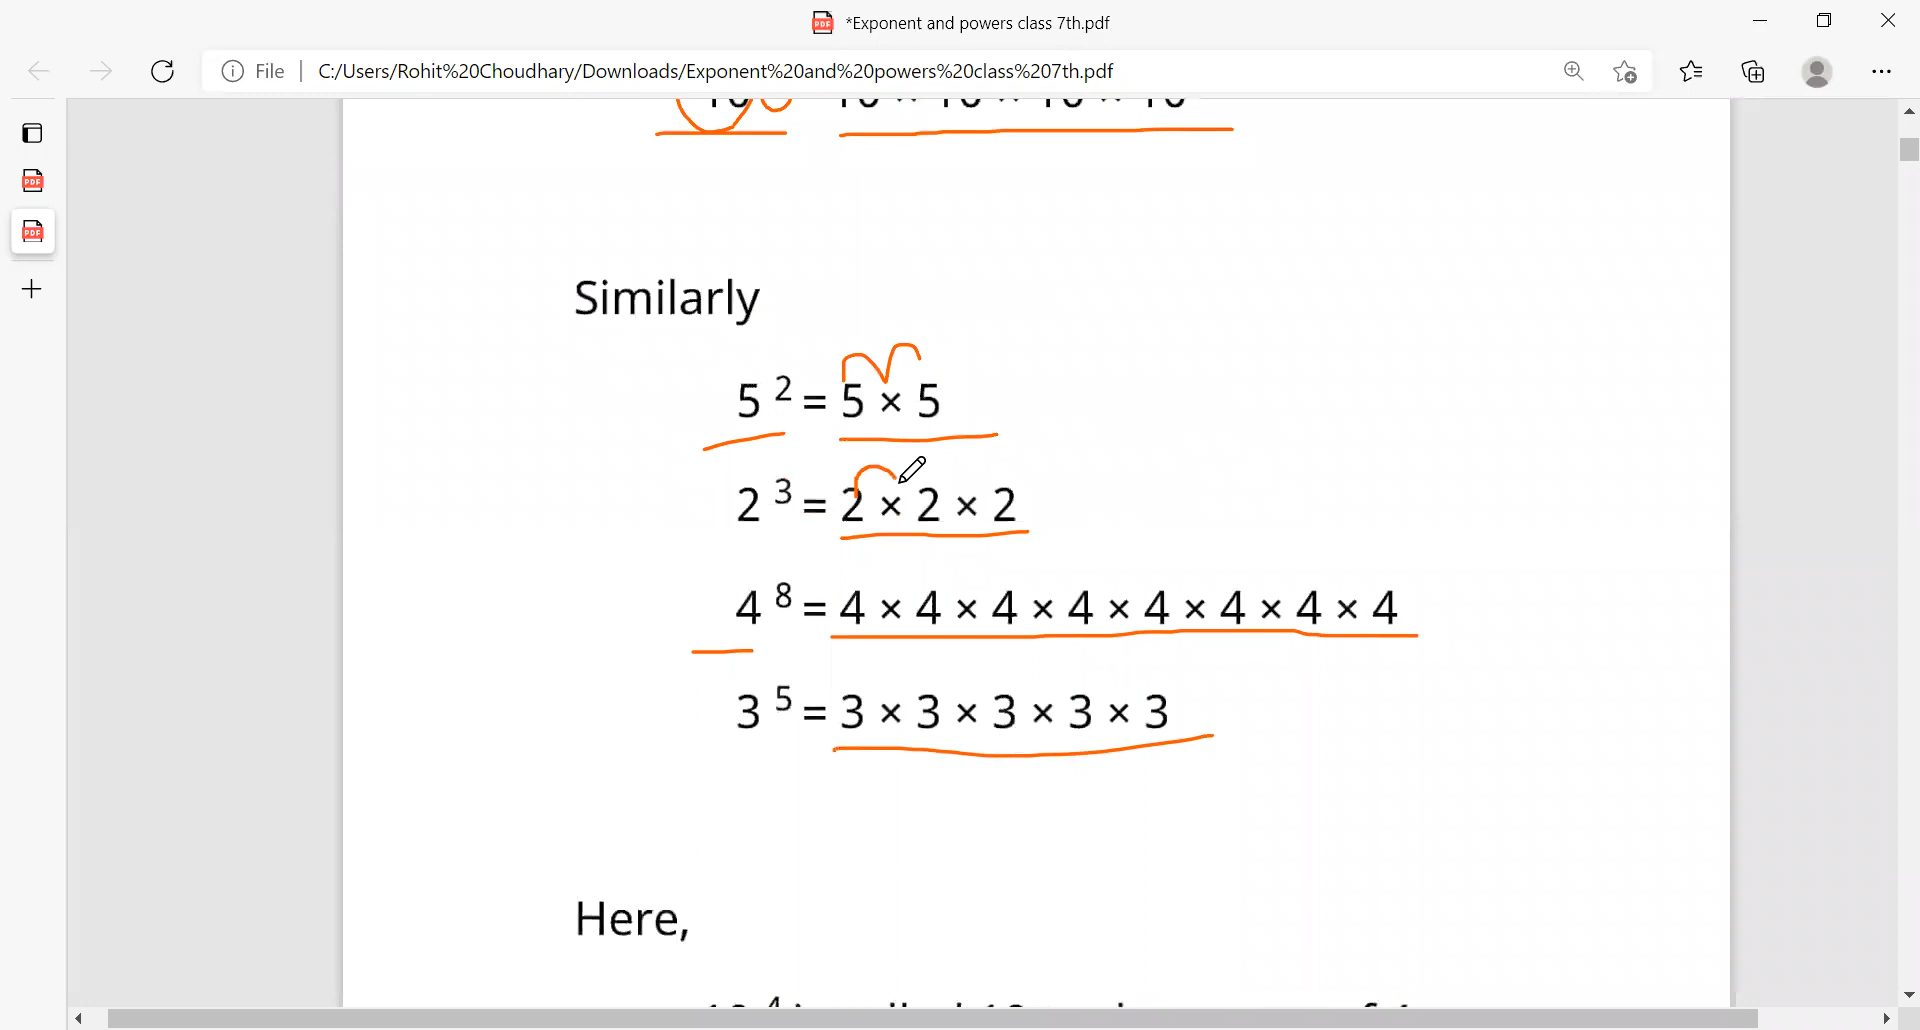 *Exponent and powers class 7th.pdf
File | C:/Users/Rohit%20Choudhary/Downloads/Exponent%20and%20powers%20class%207th.pdf
PDF
PDF
Similarly
5 ² = 5 × 5
2 ³ = 2 × 2 × 2
4 ⁸ = 4 × 4 × 4 × 4 × 4 × 4 × 4 × 4
3 ⁵ = 3 × 3 × 3 × 3 × 3
Here,